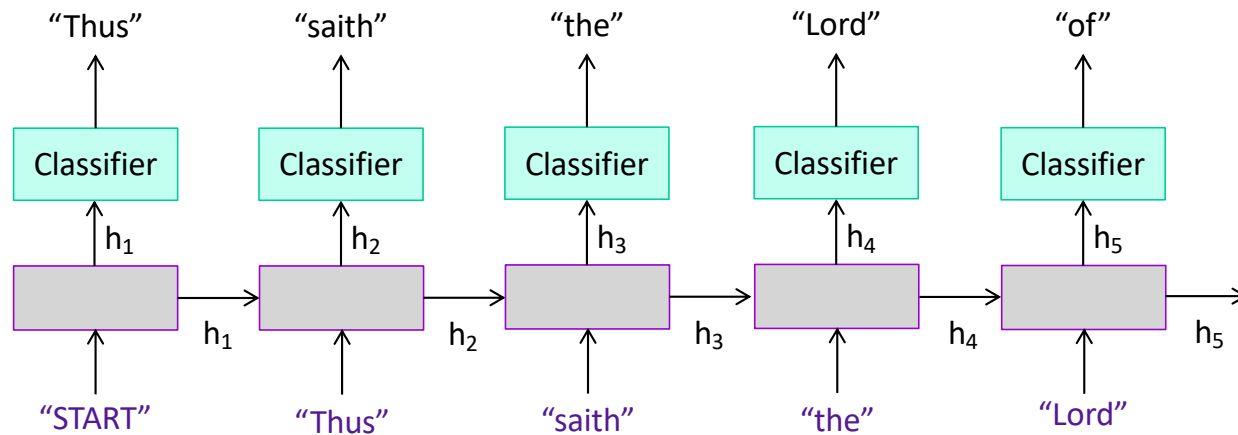 “Thus” “saith” “the” “Lord” “of”
Classifier Classifier Classifier Classifier Classifier
h₁ h₂ h₃ h₄ h₅
h₁ h₂ h₃ h₄ h₅
“START” “Thus” “saith” “the” “Lord”